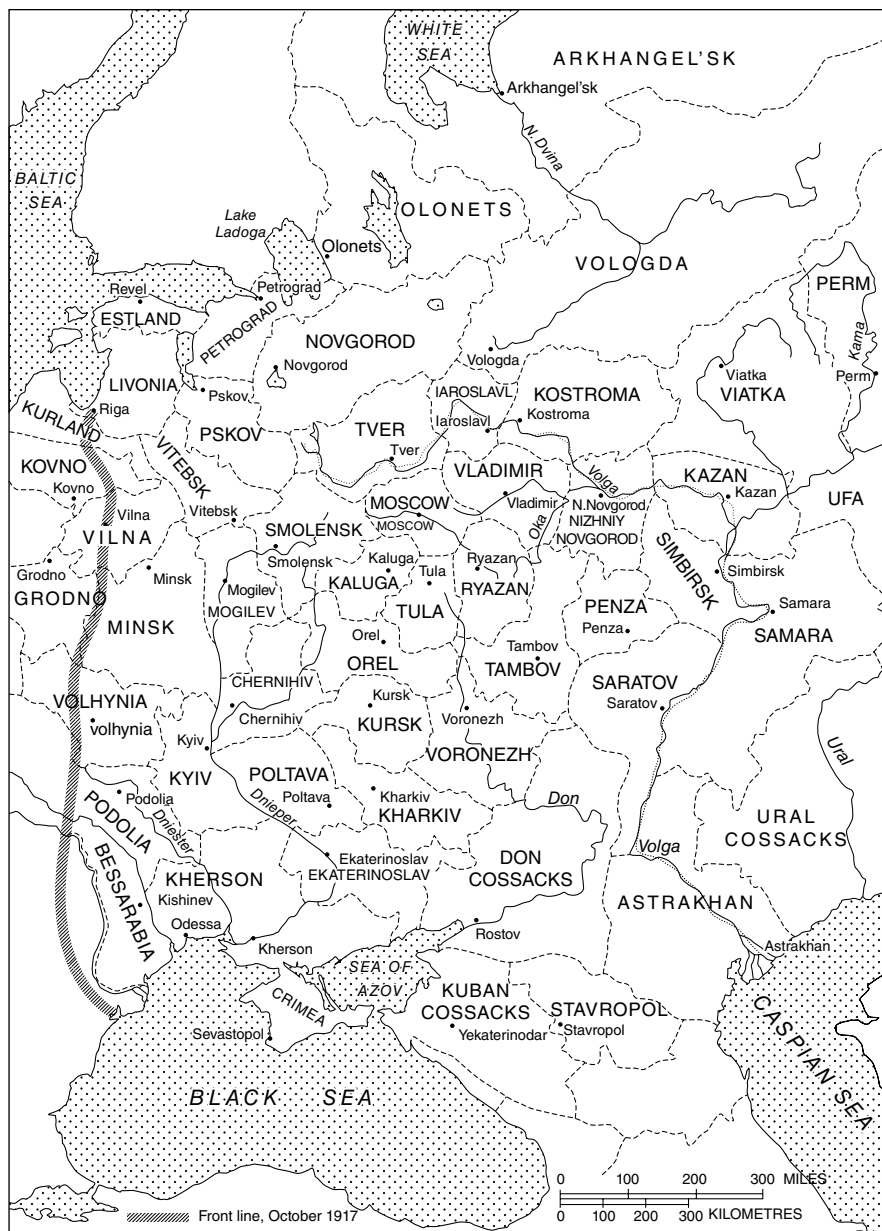 WHITE
SEA
ARKHANGEL'SK
Arkhangel'sk
N. Dvina
BALTIC
SEA
Lake
Ladoga
OLONETS
Olonets
VOLOGDA
PERM
Revel
Petrograd
ESTLAND
PETROGRAD
NOVGOROD
Novgorod
Vologda
Kama
Viatka
Perm
VIATKA
LIVONIA
Pskov
IAROSLAVL
KOSTROMA
Riga
KURLAND
PSKOV
TVER
Iaroslavl
Kostroma
VITEBSK
Tver
KOVNO
Kovno
VLADIMIR
Volga
KAZAN
Kazan
MOSCOW
Vladimir
N.Novgorod
UFA
Vilna
Vitebsk
SMOLENSK
MOSCOW
Oka
NIZHNIY
NOVGOROD
VILNA
Smolensk
Kaluga
Ryazan
SIMBIRSK
Grodno
Minsk
Mogilev
KALUGA
Tula
RYAZAN
Simbirsk
GRODNO
MOGILEV
TULA
PENZA
Samara
MINSK
Orel
Tambov
Penza
SAMARA
OREL
TAMBOV
CHERNIHIV
SARATOV
VOLHYNIA
Kursk
Saratov
volhynia
Chernihiv
KURSK
Voronezh
Kyiv
VORONEZH
Ural
KYIV
POLTAVA
Podolia
Poltava
Kharkiv
Don
PODOLIA
Dnieper
KHARKIV
URAL
COSSACKS
Dniester
Volga
BESSARABIA
Ekaterinoslav
EKATERINOSLAV
DON
COSSACKS
KHERSON
Kishinev
ASTRAKHAN
Odessa
Rostov
Kherson
Astrakhan
SEA OF
AZOV
CRIMEA
KUBAN
COSSACKS
STAVROPOL
Sevastopol
Yekaterinodar
Stavropol
CASPIAN SEA
BLACK SEA
0 100 200 300 MILES
0 100 200 300 KILOMETRES
Front line, October 1917